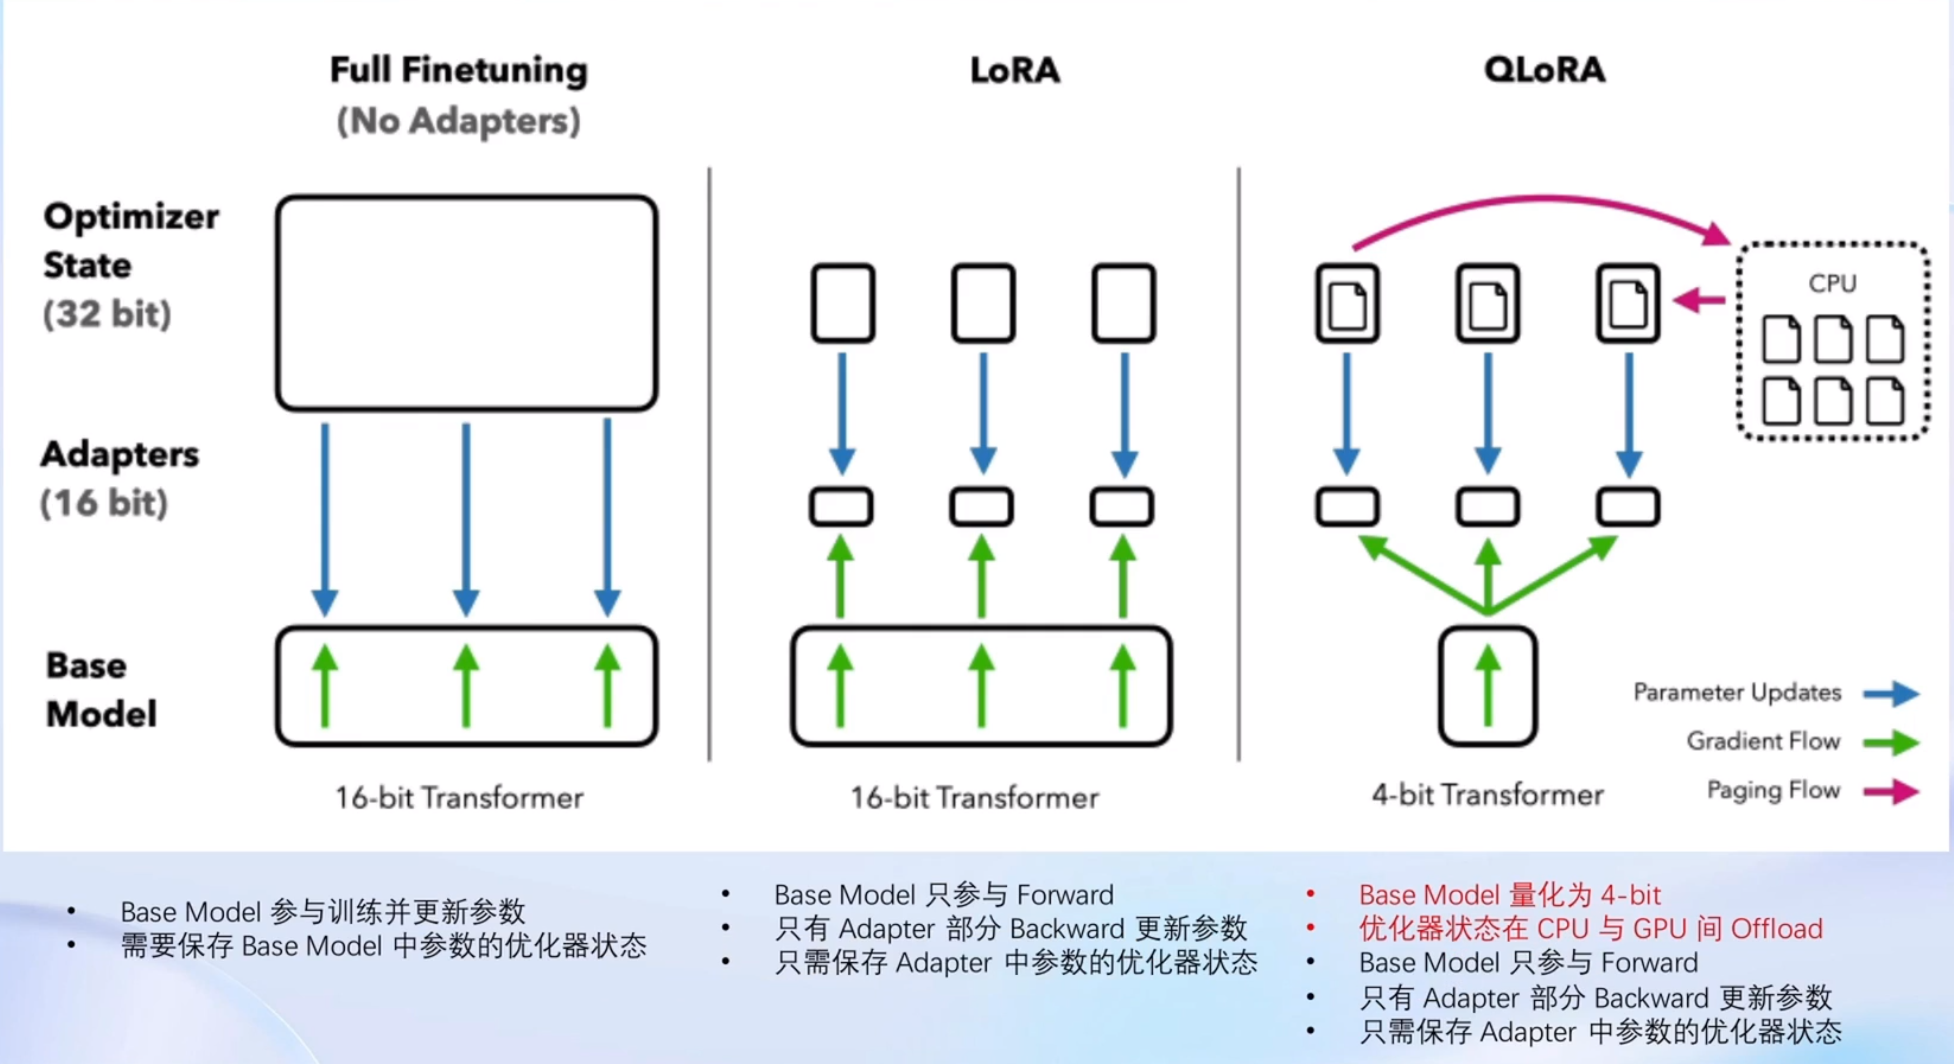 Full Finetuning
(No Adapters)
LoRA
QLoRA
Optimizer
State
(32 bit)
CPU
Adapters
(16 bit)
Base
Model
Parameter Updates
Gradient Flow
Paging Flow
16-bit Transformer
16-bit Transformer
4-bit Transformer
• Base Model 参与训练并更新参数
• 需要保存 Base Model 中参数的优化器状态
• Base Model 只参与 Forward
• 只有 Adapter 部分 Backward 更新参数
• 只需保存 Adapter 中参数的优化器状态
• Base Model 量化为 4-bit
• 优化器状态在 CPU 与 GPU 间 Offload
• Base Model 只参与 Forward
• 只有 Adapter 部分 Backward 更新参数
• 只需保存 Adapter 中参数的优化器状态